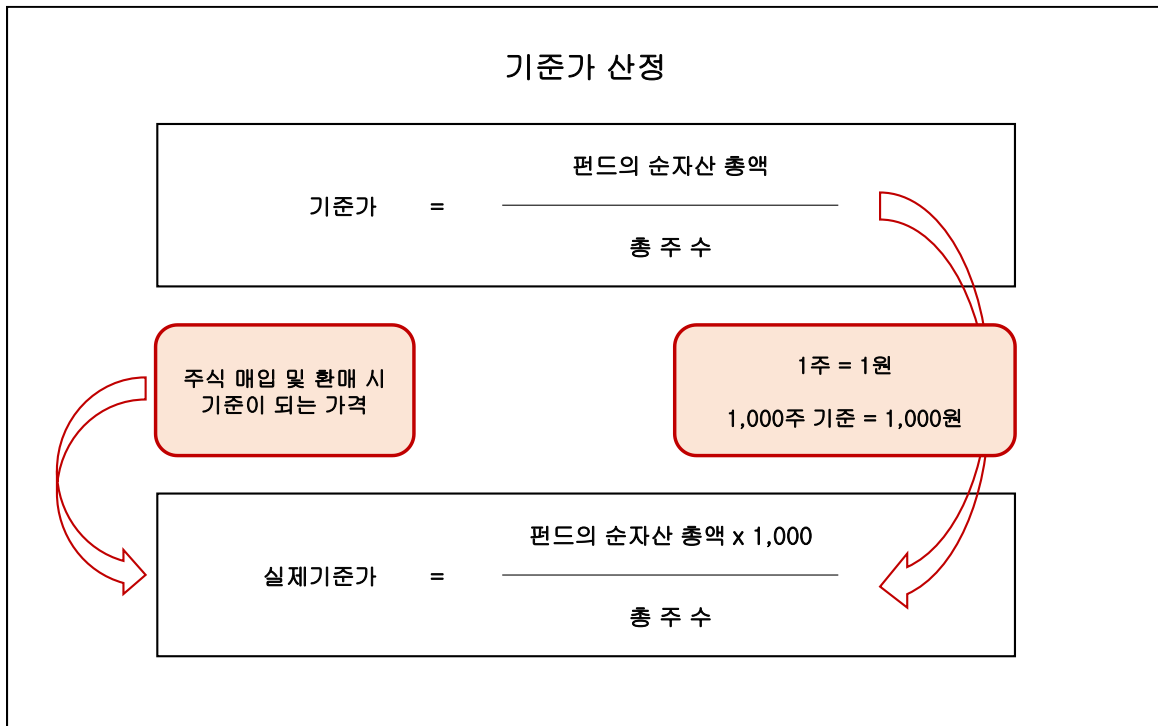 기준가 산정
펀드의 순자산 총액
기준가 =
총 주 수
주식 매입 및 환매 시
기준이 되는 가격
1주 = 1원
1,000주 기준 = 1,000원
펀드의 순자산 총액 x 1,000
실제기준가 =
총 주 수